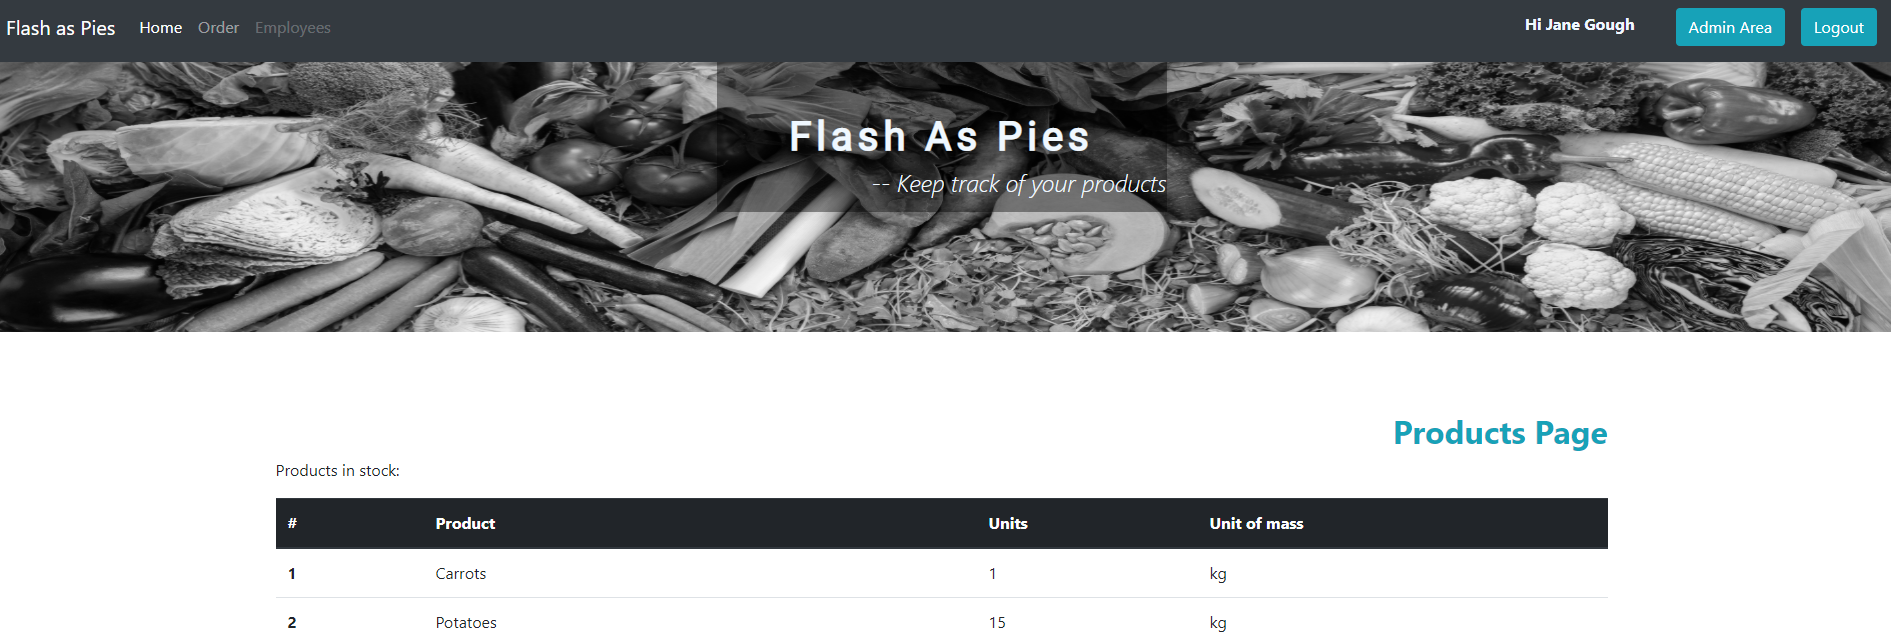 Flash as Pies Home Order Employees Hi Jane Gough Admin Area Logout
Flash As Pies
-- Keep track of your products
Products Page
Products in stock:
# Product Units Unit of mass
1 Carrots 1 kg
2 Potatoes 15 kg